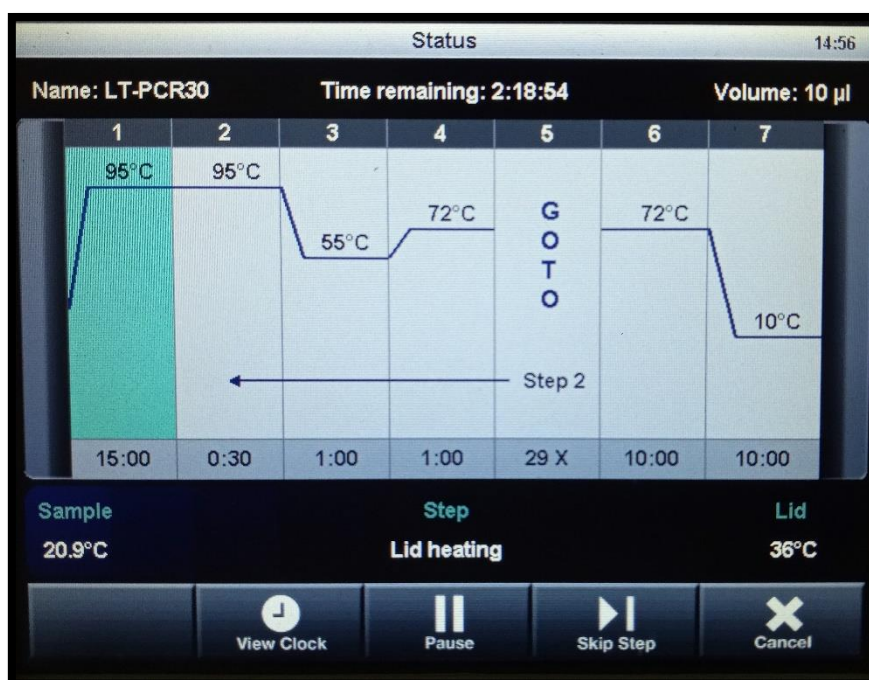 Status 14:56
Name: LT-PCR30 Time remaining: 2:18:54 Volume: 10 µl
1 2 3 4 5 6 7
95°C 95°C 55°C 72°C GOTO 72°C 10°C
Step 2
15:00 0:30 1:00 1:00 29 X 10:00 10:00
Sample Step Lid
20.9°C Lid heating 36°C
View Clock Pause Skip Step Cancel